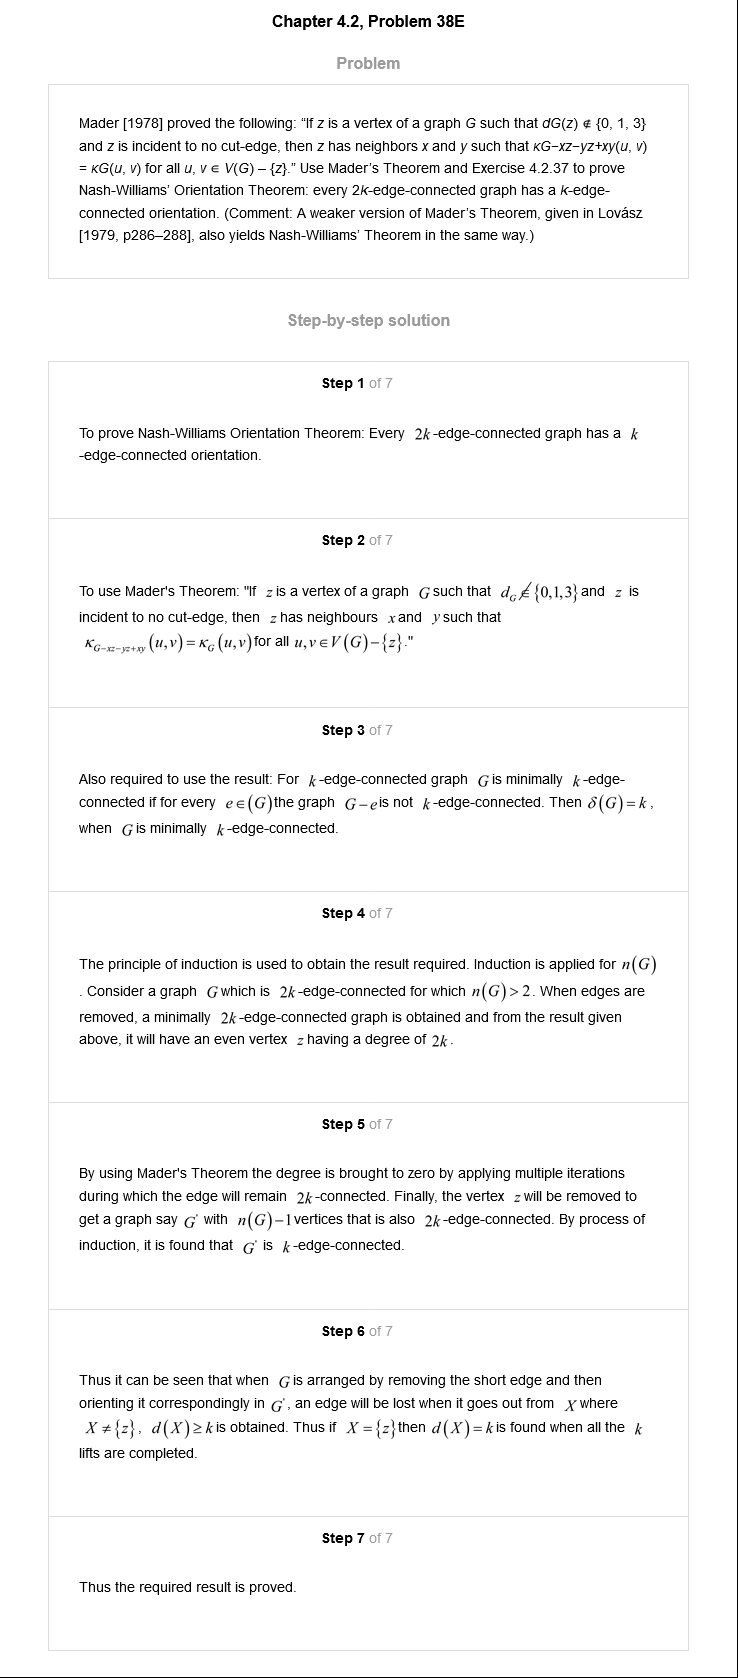 Chapter 4.2, Problem 38E
Problem
Mader [1978] proved the following: “If z is a vertex of a graph G such that dG(z) ∉ {0, 1, 3}
and z is incident to no cut-edge, then z has neighbors x and y such that κG−xz−yz+xy(u, v)
= κG(u, v) for all u, v ∈ V(G) – {z}.” Use Mader’s Theorem and Exercise 4.2.37 to prove
Nash-Williams’ Orientation Theorem: every 2k-edge-connected graph has a k-edge-
connected orientation. (Comment: A weaker version of Mader’s Theorem, given in Lovász
[1979, p286–288], also yields Nash-Williams’ Theorem in the same way.)
Step-by-step solution
Step 1 of 7
To prove Nash-Williams Orientation Theorem: Every 2k-edge-connected graph has a k
-edge-connected orientation.
Step 2 of 7
To use Mader's Theorem: "If z is a vertex of a graph G such that d_G ∉ {0,1,3} and z is
incident to no cut-edge, then z has neighbours x and y such that
κ_{G−xz−yz+xy}(u,v) = κ_G(u,v) for all u,v ∈ V(G)−{z}."
Step 3 of 7
Also required to use the result: For k-edge-connected graph G is minimally k-edge-
connected if for every e ∈ (G) the graph G−e is not k-edge-connected. Then δ(G) = k,
when G is minimally k-edge-connected.
Step 4 of 7
The principle of induction is used to obtain the result required. Induction is applied for n(G)
. Consider a graph G which is 2k-edge-connected for which n(G) > 2. When edges are
removed, a minimally 2k-edge-connected graph is obtained and from the result given
above, it will have an even vertex z having a degree of 2k.
Step 5 of 7
By using Mader's Theorem the degree is brought to zero by applying multiple iterations
during which the edge will remain 2k-connected. Finally, the vertex z will be removed to
get a graph say G' with n(G)−1 vertices that is also 2k-edge-connected. By process of
induction, it is found that G' is k-edge-connected.
Step 6 of 7
Thus it can be seen that when G is arranged by removing the short edge and then
orienting it correspondingly in G', an edge will be lost when it goes out from X where
X ≠ {z}, d(X) ≥ k is obtained. Thus if X = {z} then d(X) = k is found when all the k
lifts are completed.
Step 7 of 7
Thus the required result is proved.